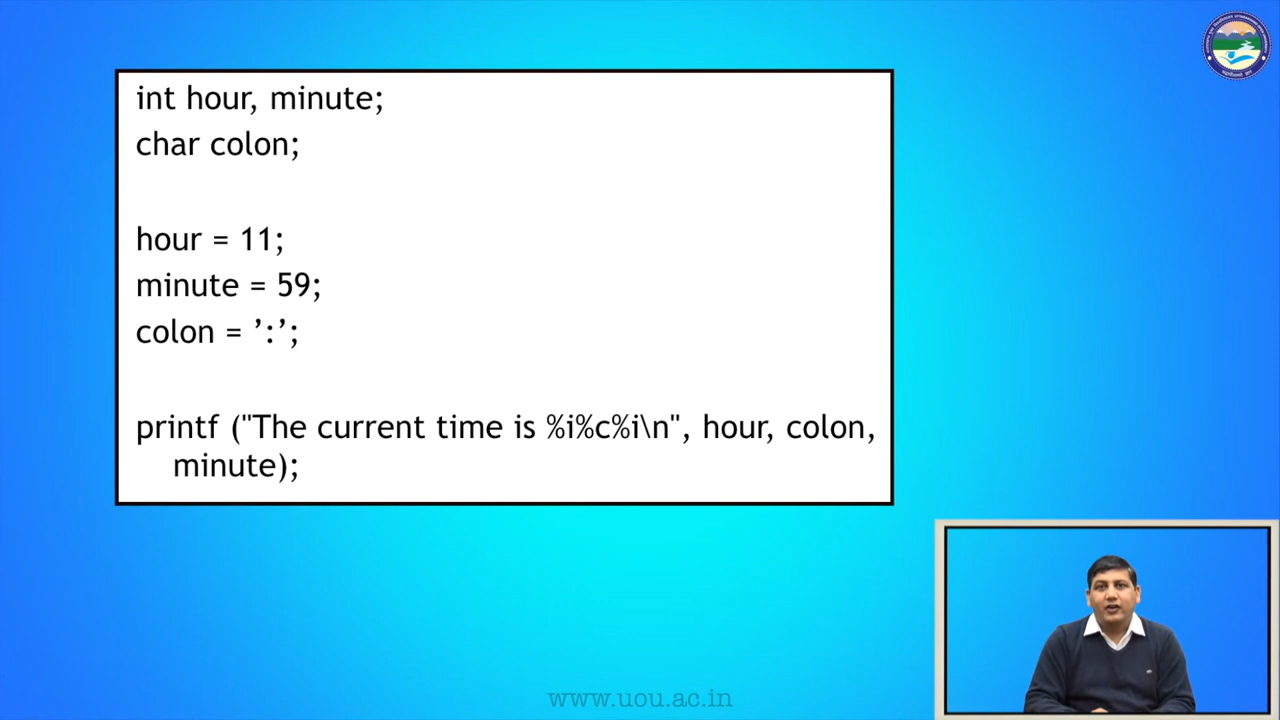 int hour, minute;
char colon;
hour = 11;
minute = 59;
colon = ’:’;
printf ("The current time is %i%c%i\n", hour, colon,
minute);
www.uou.ac.in